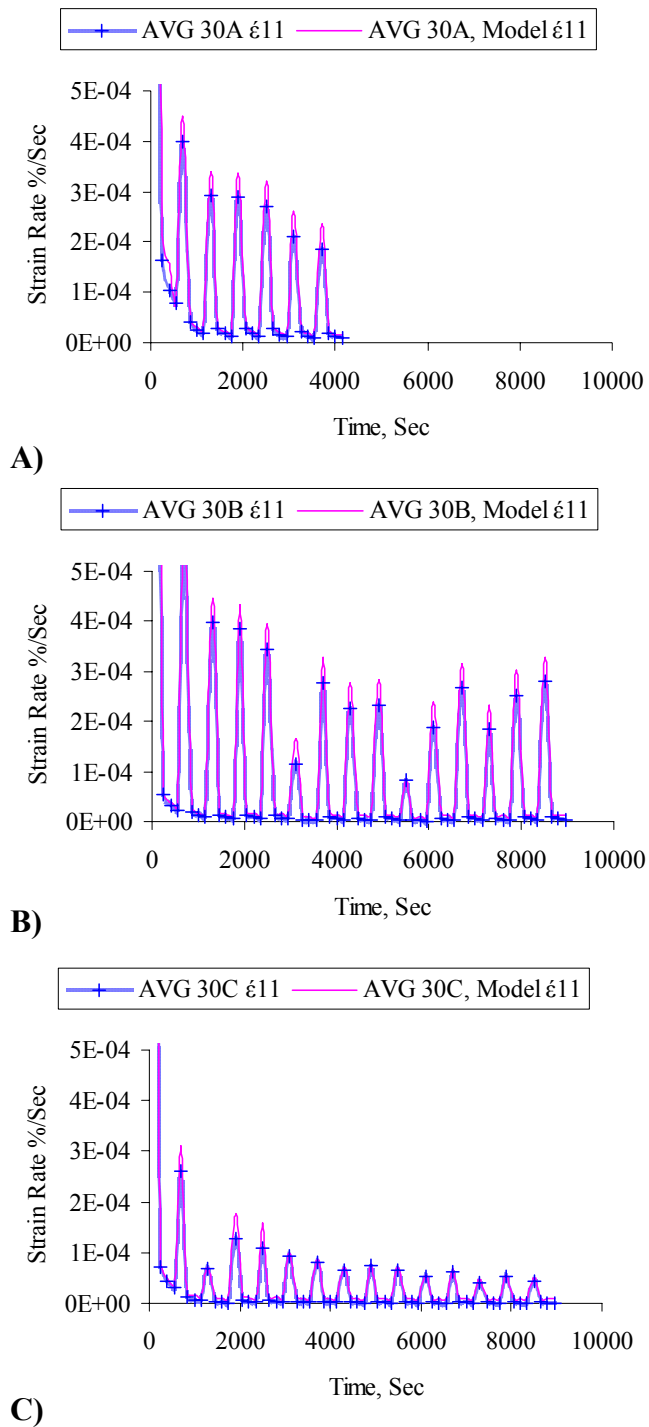 AVG 30A έ11 AVG 30A, Model έ11
5E-04
4E-04
3E-04
2E-04
1E-04
0E+00
Strain Rate %/Sec
0 2000 4000 6000 8000 10000
Time, Sec
A)
AVG 30B έ11 AVG 30B, Model έ11
5E-04
4E-04
3E-04
2E-04
1E-04
0E+00
Strain Rate %/Sec
0 2000 4000 6000 8000 10000
Time, Sec
B)
AVG 30C έ11 AVG 30C, Model έ11
5E-04
4E-04
3E-04
2E-04
1E-04
0E+00
Strain Rate %/Sec
0 2000 4000 6000 8000 10000
Time, Sec
C)